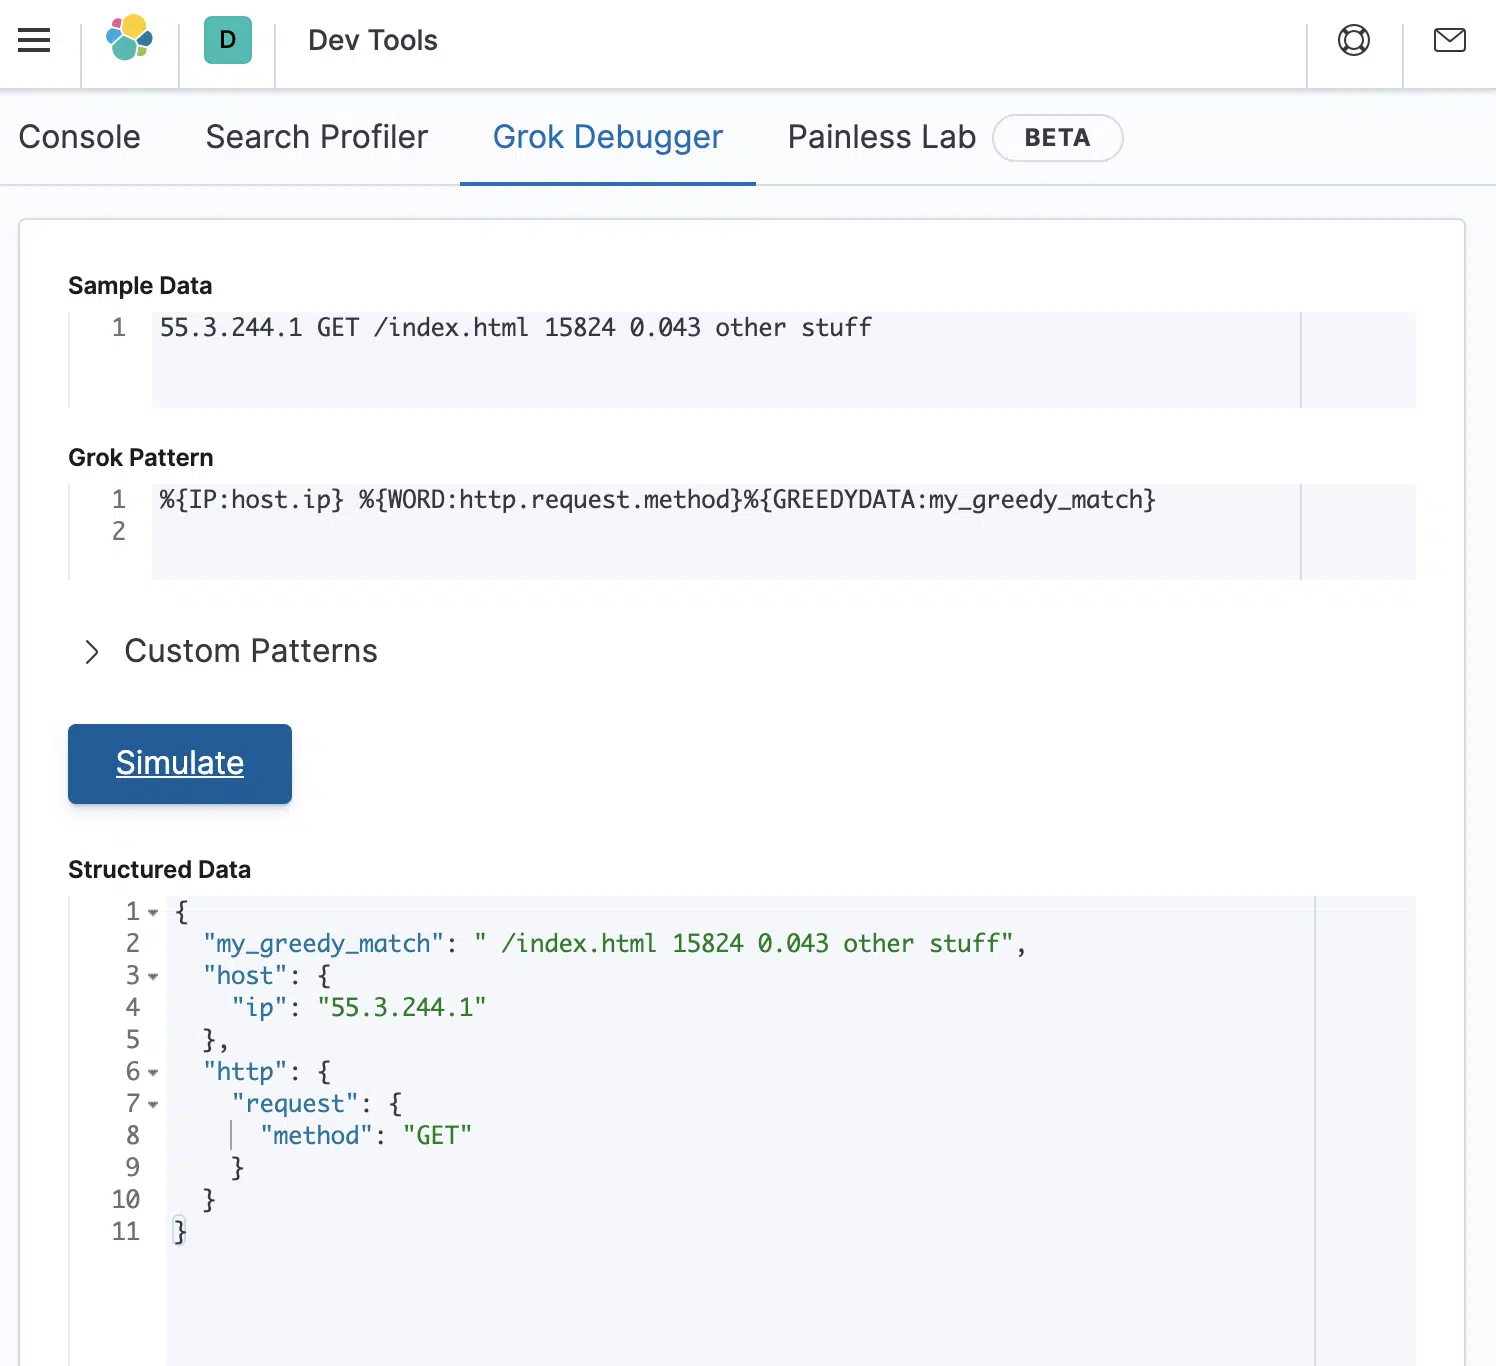 D Dev Tools
Console Search Profiler Grok Debugger Painless Lab BETA
Sample Data
1 55.3.244.1 GET /index.html 15824 0.043 other stuff
Grok Pattern
1 %{IP:host.ip} %{WORD:http.request.method}%{GREEDYDATA:my_greedy_match}
2
Custom Patterns
Simulate
Structured Data
1 {
2 "my_greedy_match": " /index.html 15824 0.043 other stuff",
3 "host": {
4 "ip": "55.3.244.1"
5 },
6 "http": {
7 "request": {
8 "method": "GET"
9 }
10 }
11 }